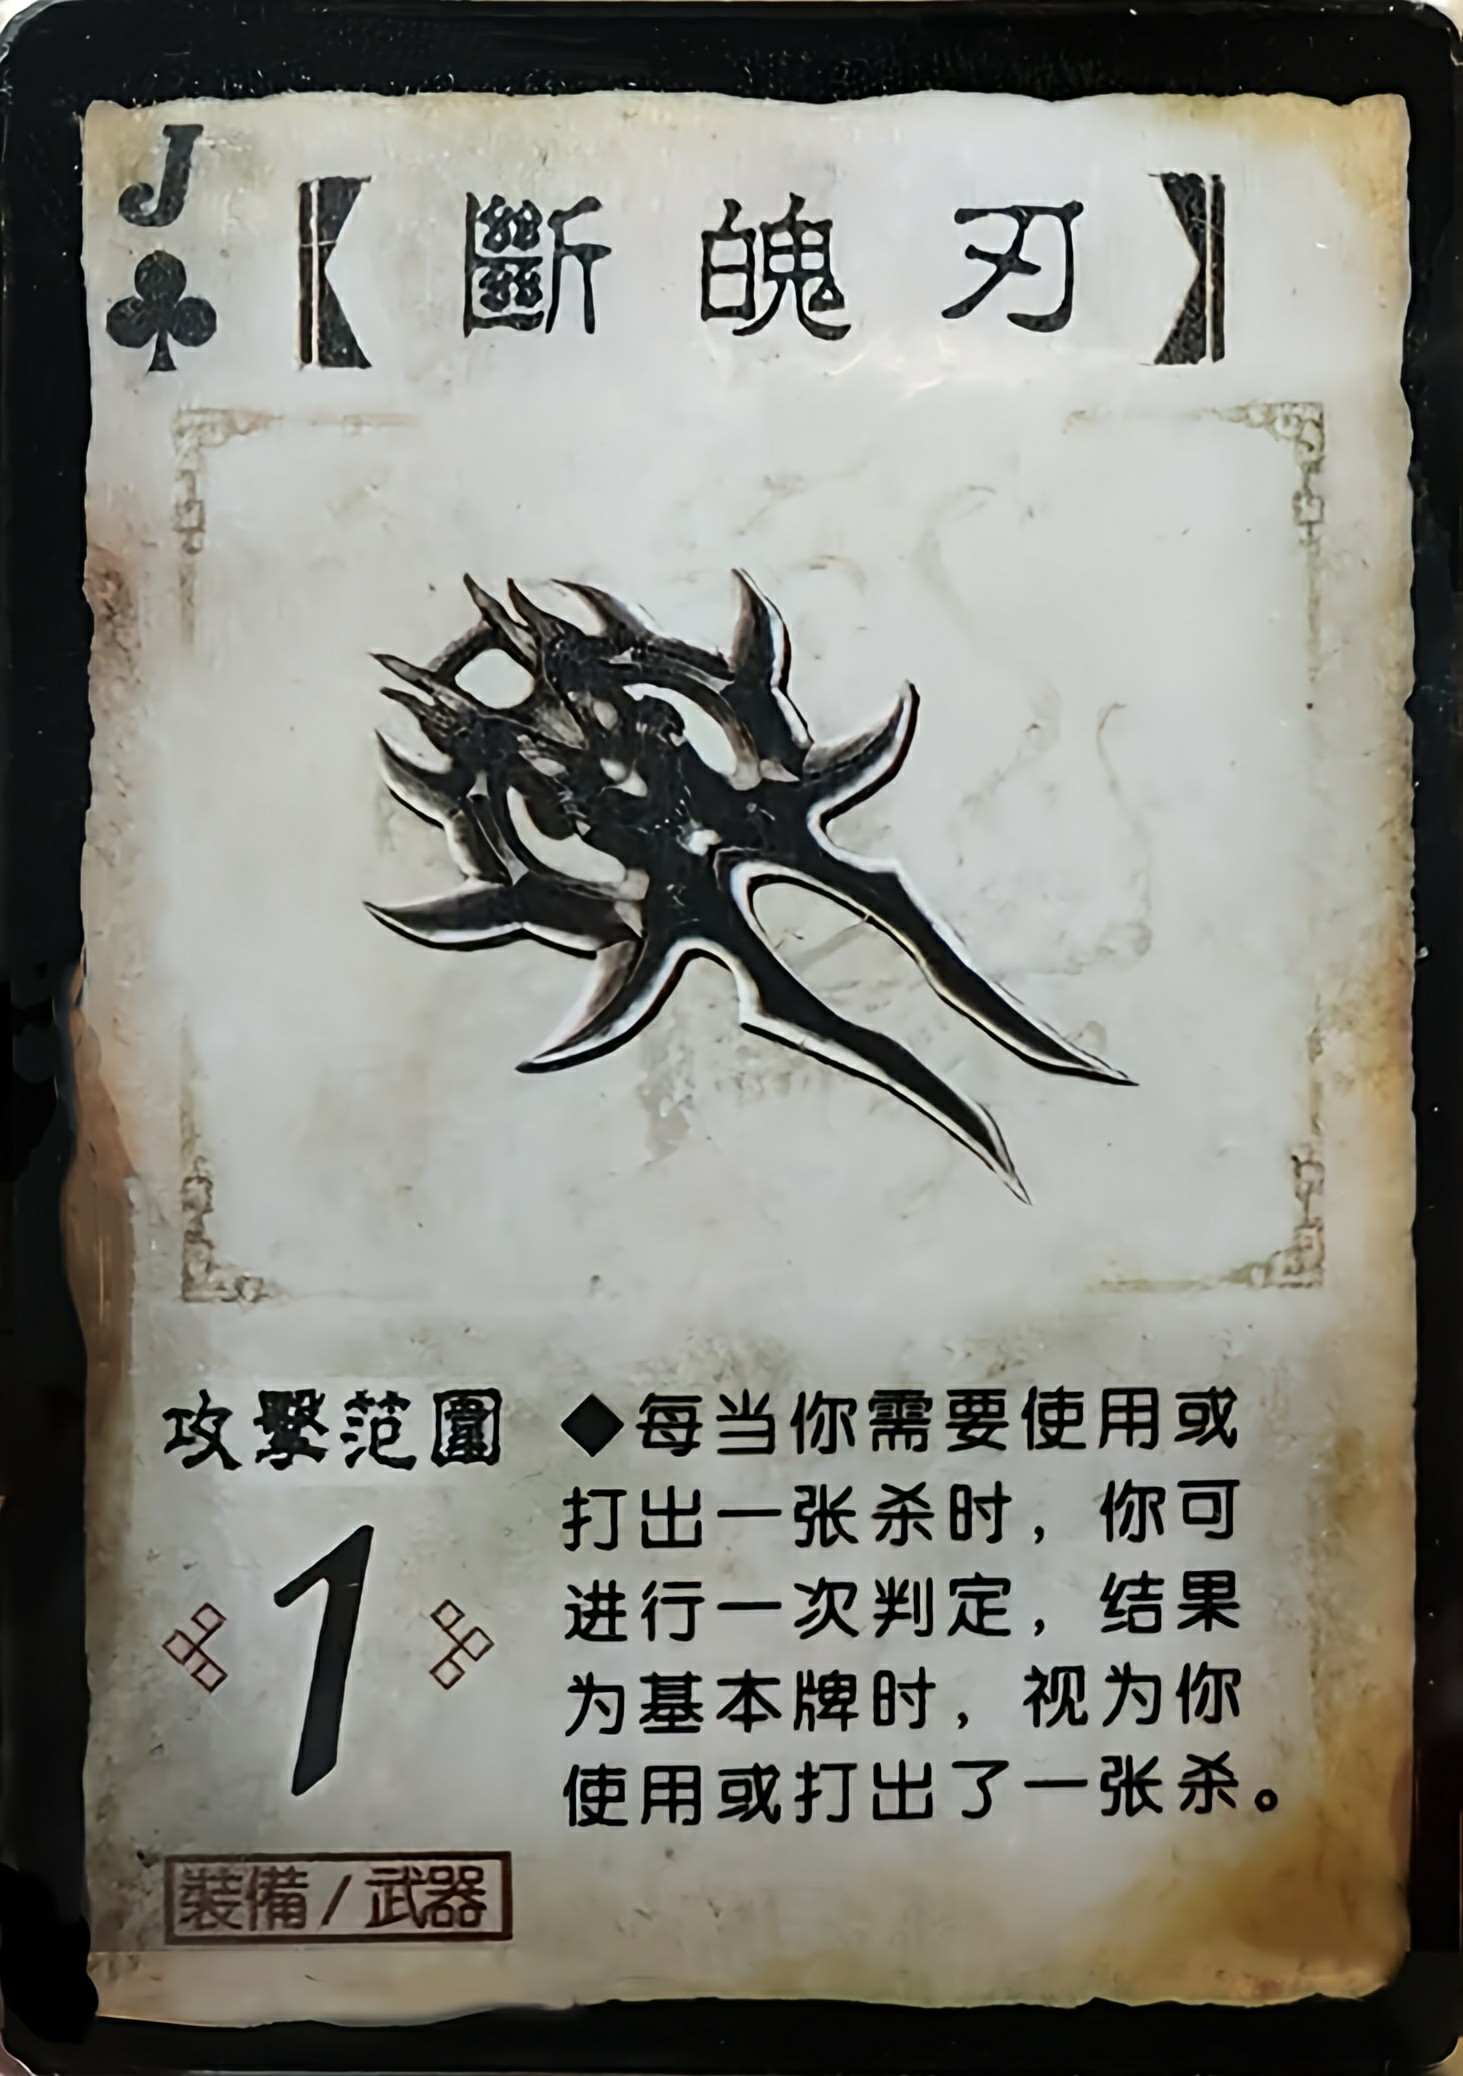 J
【斷魄刃】
攻擊范圍
1
◆每当你需要使用或
打出一张杀时，你可
进行一次判定，结果
为基本牌时，视为你
使用或打出了一张杀。
裝備/武器